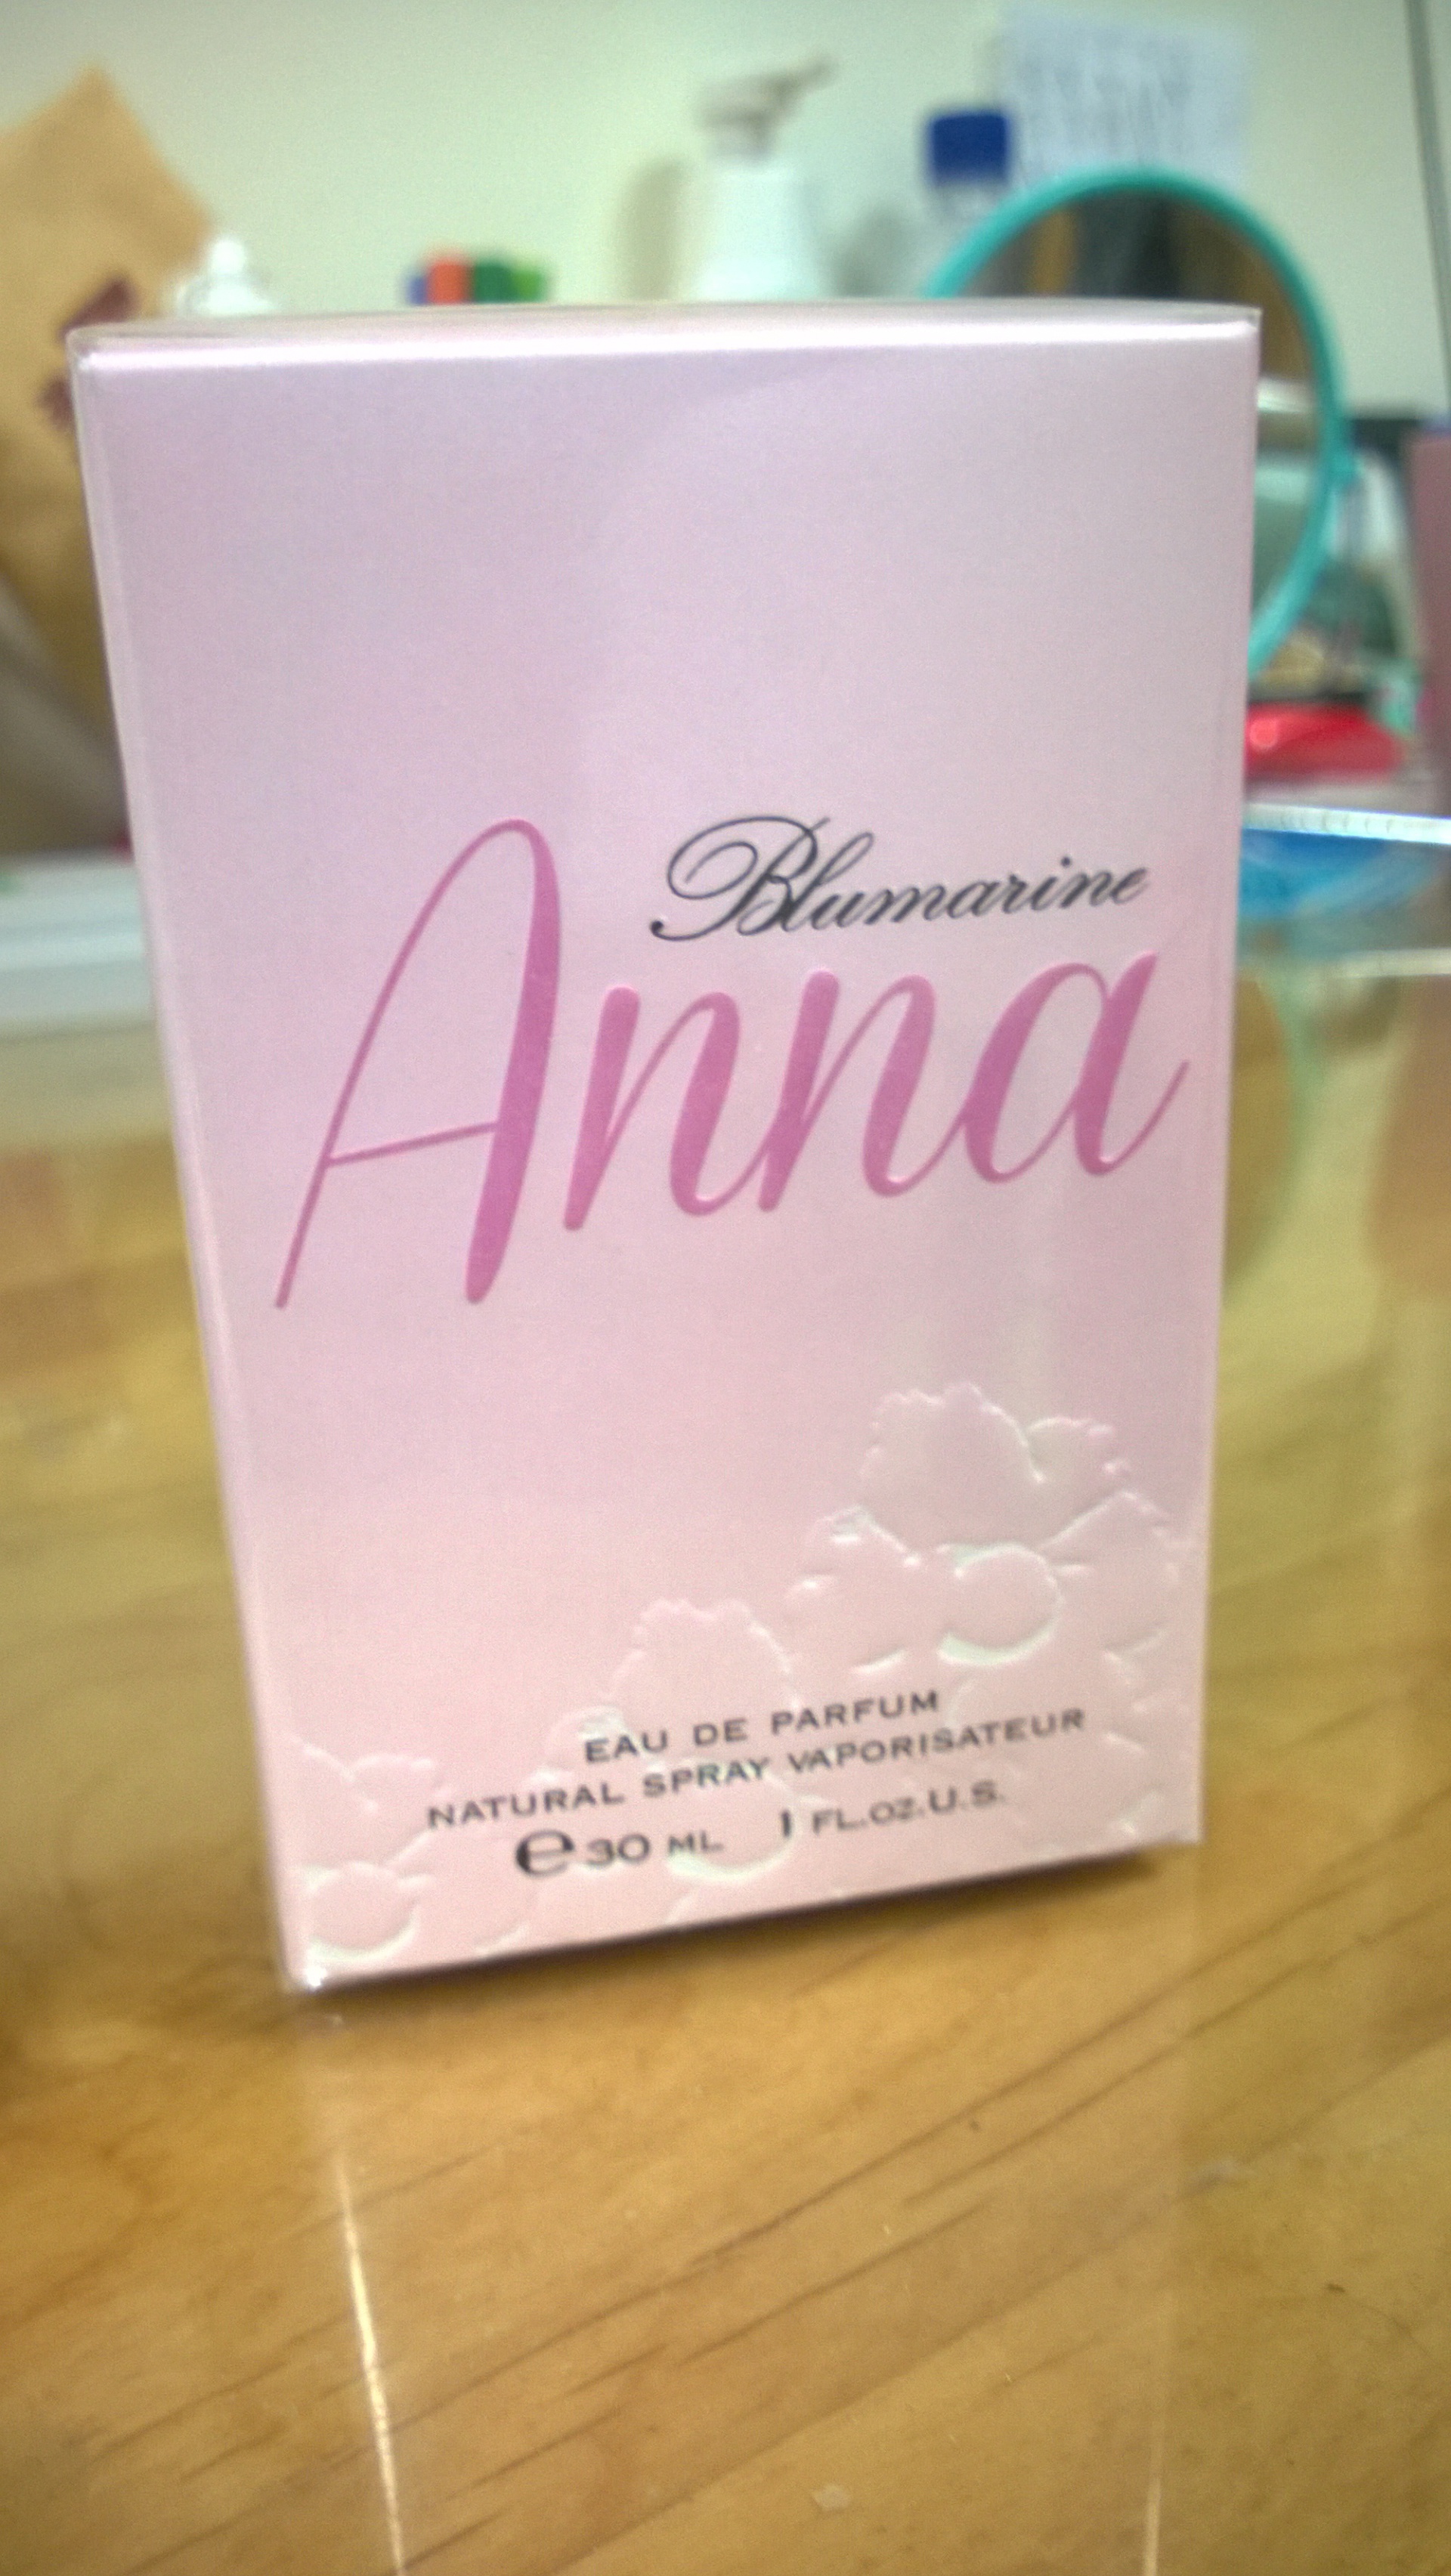 Blumarine
Anna
EAU DE PARFUM
NATURAL SPRAY VAPORISATEUR
℮ 30 ML 1 FL.OZ.U.S.